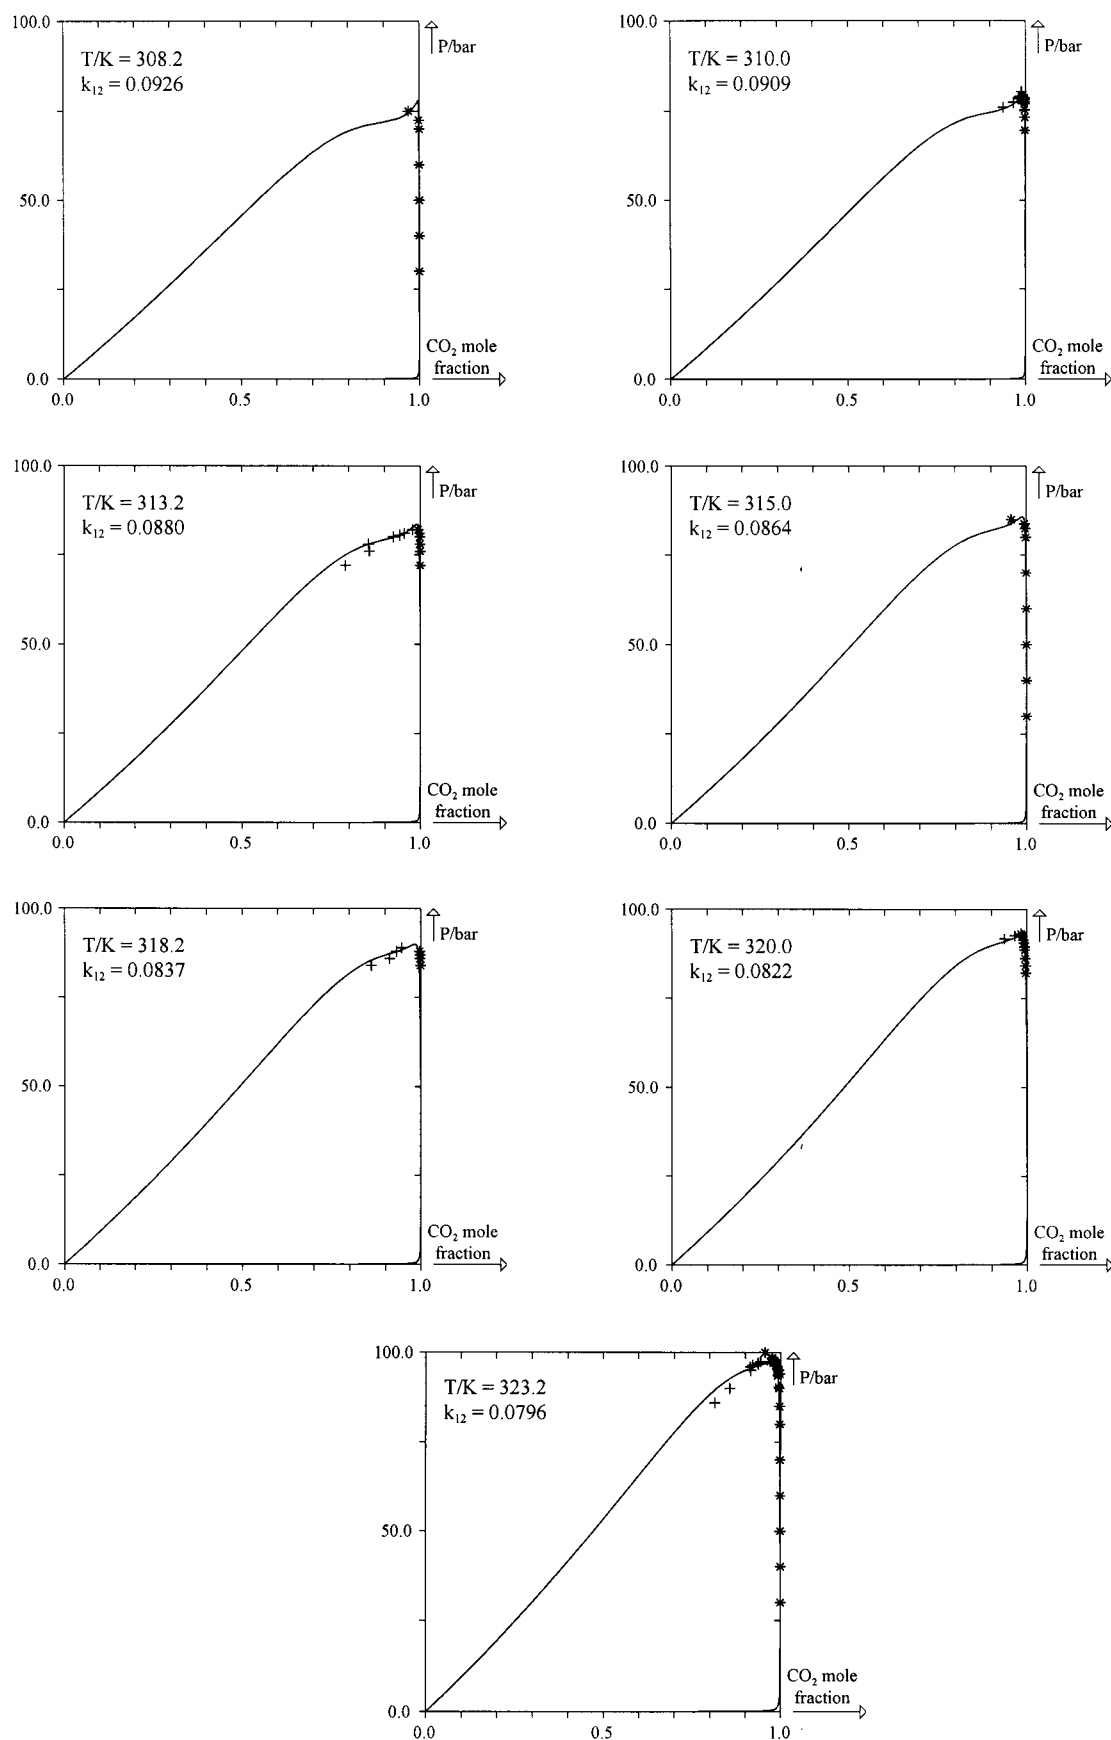 100.0
P/bar
T/K = 308.2
k12 = 0.0926
50.0
CO2 mole
fraction
0.0
0.0 0.5 1.0
100.0
P/bar
T/K = 310.0
k12 = 0.0909
50.0
CO2 mole
fraction
0.0
0.0 0.5 1.0
100.0
P/bar
T/K = 313.2
k12 = 0.0880
50.0
CO2 mole
fraction
0.0
0.0 0.5 1.0
100.0
P/bar
T/K = 315.0
k12 = 0.0864
50.0
CO2 mole
fraction
0.0
0.0 0.5 1.0
100.0
P/bar
T/K = 318.2
k12 = 0.0837
50.0
CO2 mole
fraction
0.0
0.0 0.5 1.0
100.0
P/bar
T/K = 320.0
k12 = 0.0822
50.0
CO2 mole
fraction
0.0
0.0 0.5 1.0
100.0
P/bar
T/K = 323.2
k12 = 0.0796
50.0
CO2 mole
fraction
0.0
0.0 0.5 1.0